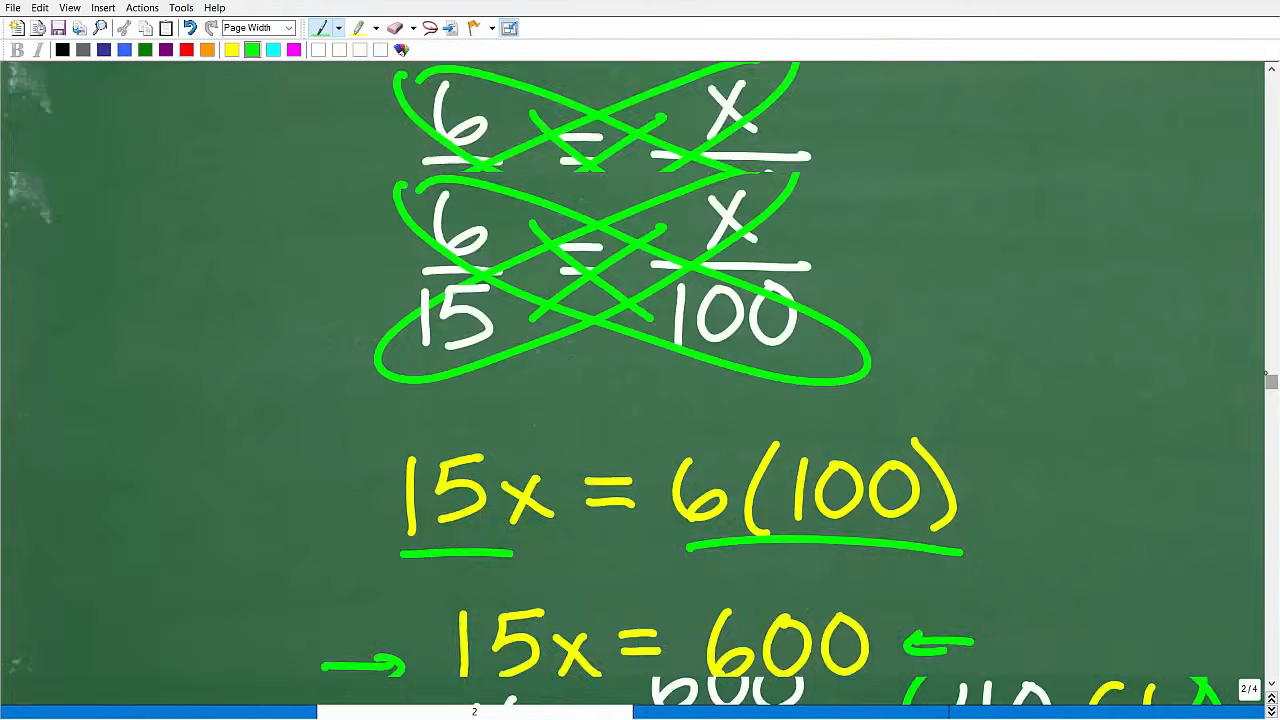 File Edit View Insert Actions Tools Help
Page Width
B I
6 = x
6 = x
15 100
15x = 6(100)
15x = 600
600
2/4
2